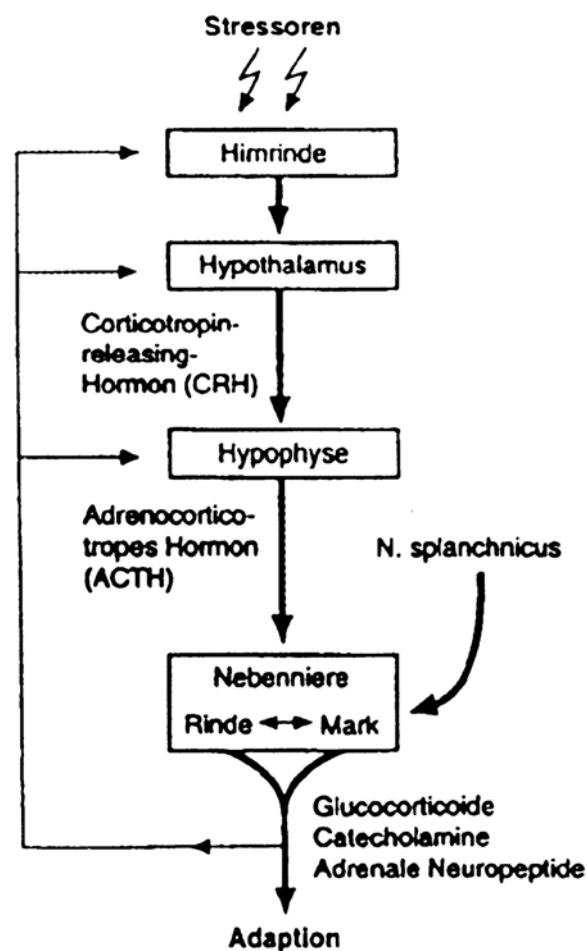 Stressoren
Hirnrinde
Hypothalamus
Corticotropin-
releasing-
Hormon (CRH)
Hypophyse
Adrenocortico-
tropes Hormon
(ACTH)
N. splanchnicus
Nebenniere
Rinde Mark
Glucocorticoide
Catecholamine
Adrenale Neuropeptide
Adaption